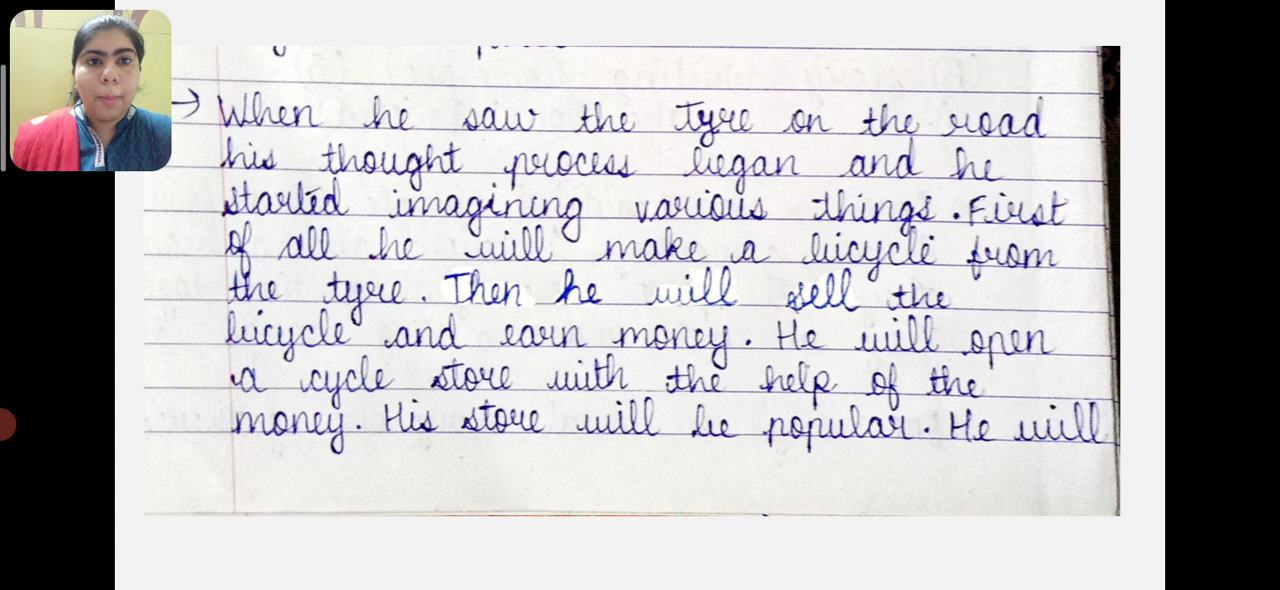 → When he saw the tyre on the road
his thought process began and he
started imagining various things. First
of all he will make a bicycle from
the tyre. Then he will sell the
bicycle and earn money. He will open
a cycle store with the help of the
money. His store will be popular. He will